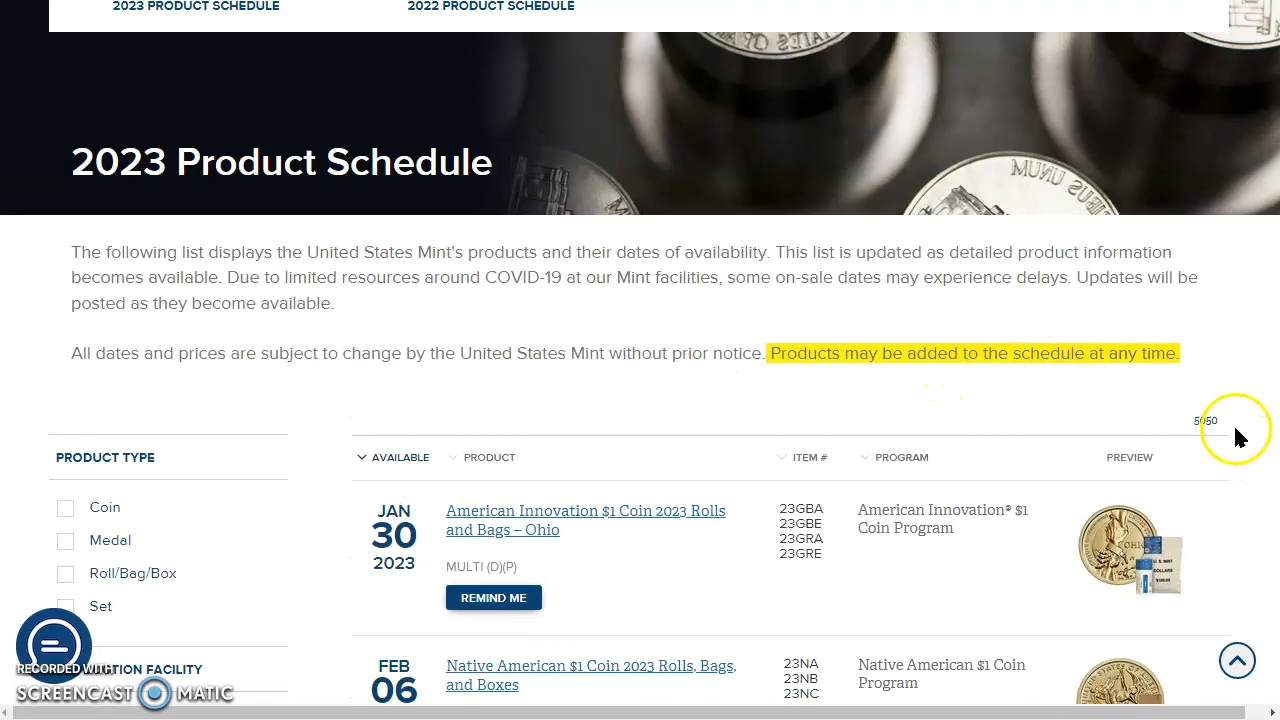 2023 PRODUCT SCHEDULE
2022 PRODUCT SCHEDULE
2023 Product Schedule
The following list displays the United States Mint's products and their dates of availability. This list is updated as detailed product information
becomes available. Due to limited resources around COVID-19 at our Mint facilities, some on-sale dates may experience delays. Updates will be
posted as they become available.
All dates and prices are subject to change by the United States Mint without prior notice. Products may be added to the schedule at any time.
5050
PRODUCT TYPE
Coin
Medal
Roll/Bag/Box
Set
AVAILABLE
PRODUCT
ITEM #
PROGRAM
PREVIEW
JAN
30
2023
American Innovation $1 Coin 2023 Rolls
and Bags – Ohio
MULTI (D)(P)
REMIND ME
23GBA
23GBE
23GRA
23GRE
American Innovation® $1
Coin Program
FEB
06
Native American $1 Coin 2023 Rolls, Bags,
and Boxes
23NA
23NB
23NC
Native American $1 Coin
Program
FACILITY
RECORDED WITH
SCREENCAST MATIC